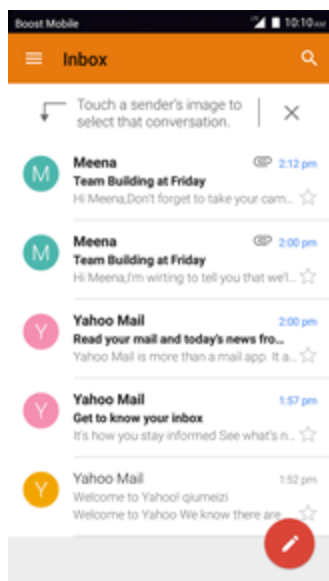 Boost Mobile 10:10 AM
Inbox
Touch a sender's image to
select that conversation.
M Meena 2:12 pm
Team Building at Friday
Hi Meena,Don't forget to take your cam...
M Meena 2:00 pm
Team Building at Friday
Hi Meena,I'm wirting to tell you that we'l...
Y Yahoo Mail 2:00 pm
Read your mail and today's news fro...
Yahoo Mail is more than a mail app. It a...
Y Yahoo Mail 1:57 pm
Get to know your inbox
It's how you stay informed See what's n...
Y Yahoo Mail 1:52 pm
Welcome to Yahoo! qiumeizi
Welcome to Yahoo We know there are